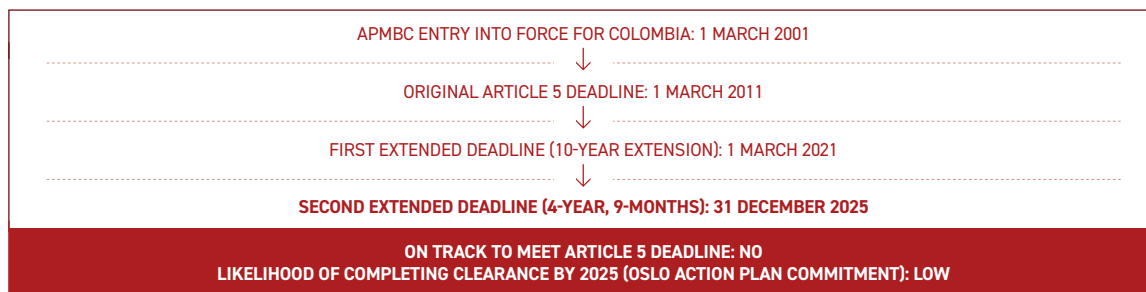 APMBC ENTRY INTO FORCE FOR COLOMBIA: 1 MARCH 2001
ORIGINAL ARTICLE 5 DEADLINE: 1 MARCH 2011
FIRST EXTENDED DEADLINE (10-YEAR EXTENSION): 1 MARCH 2021
SECOND EXTENDED DEADLINE (4-YEAR, 9-MONTHS): 31 DECEMBER 2025
ON TRACK TO MEET ARTICLE 5 DEADLINE: NO
LIKELIHOOD OF COMPLETING CLEARANCE BY 2025 (OSLO ACTION PLAN COMMITMENT): LOW